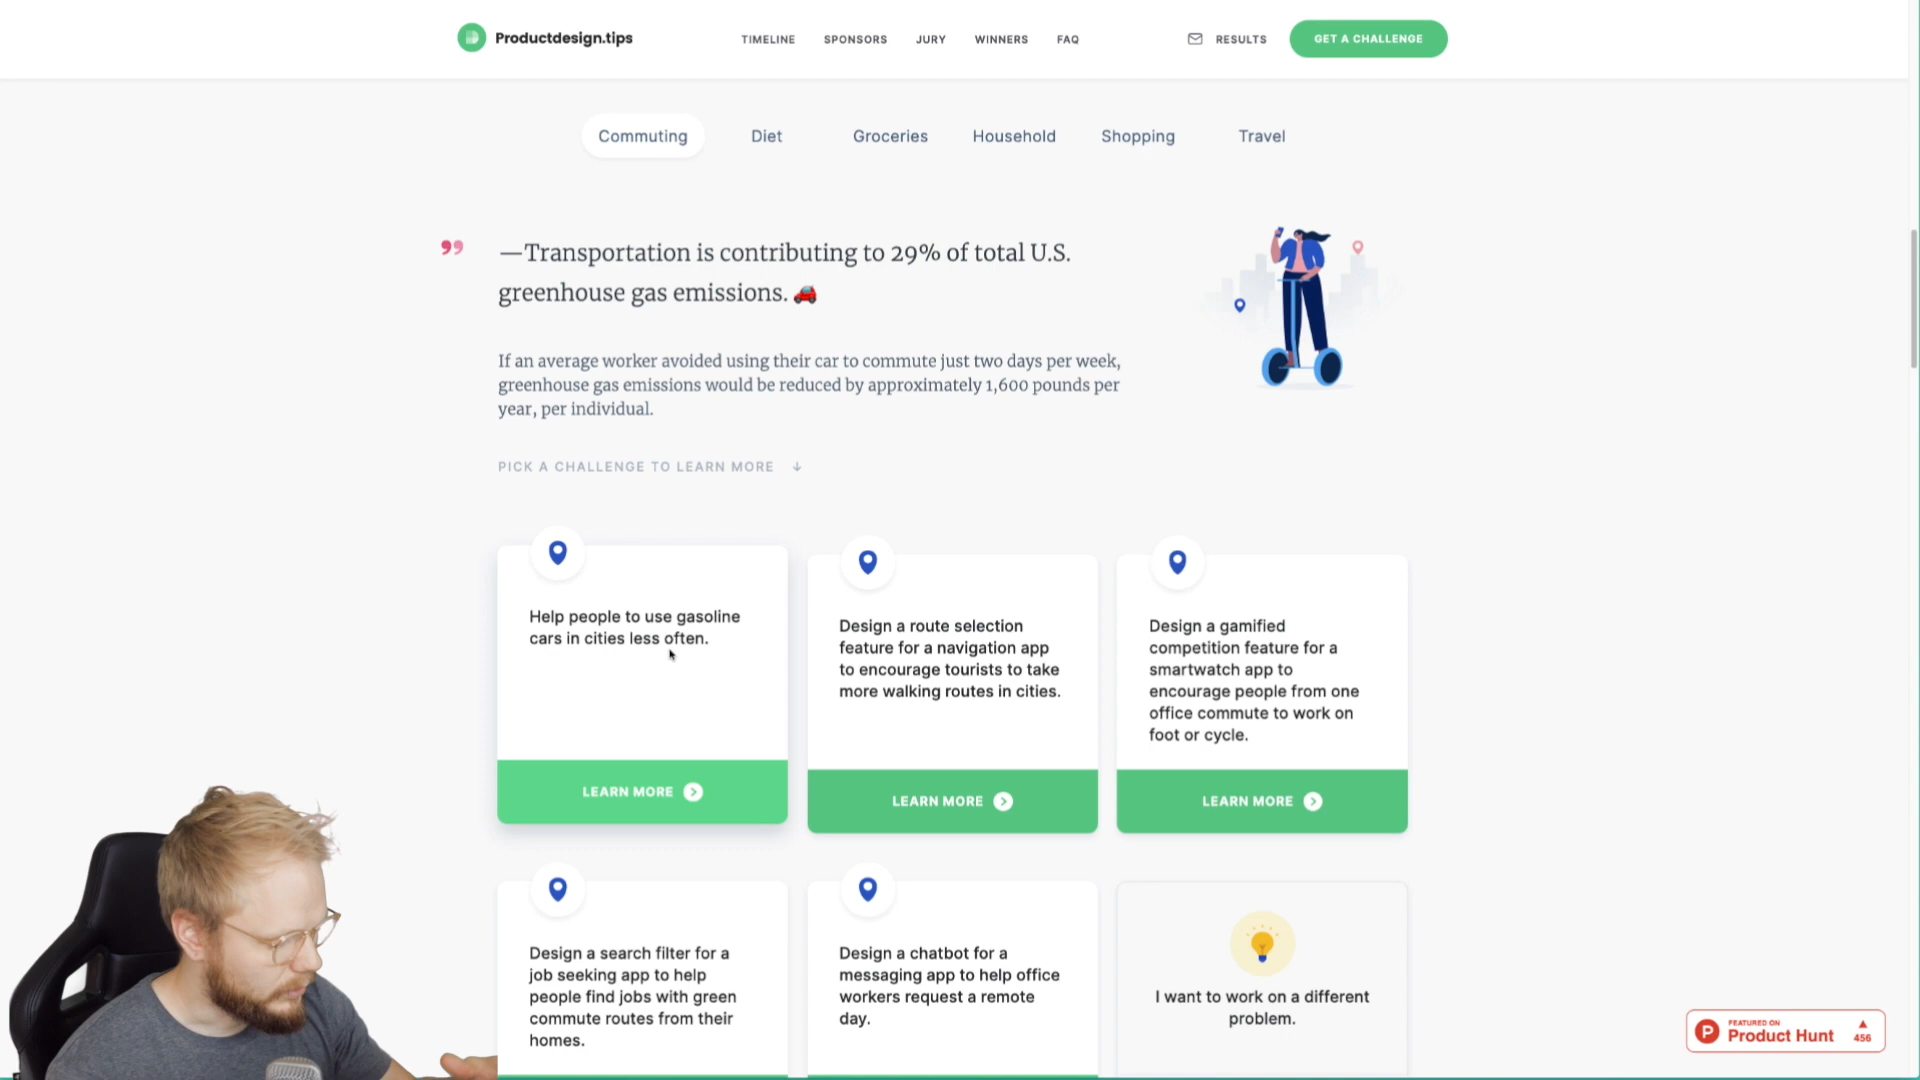 Productdesign.tips
TIMELINE
SPONSORS
JURY
WINNERS
FAQ
RESULTS
GET A CHALLENGE
Commuting
Diet
Groceries
Household
Shopping
Travel
—Transportation is contributing to 29% of total U.S.
greenhouse gas emissions. 🚗
If an average worker avoided using their car to commute just two days per week,
greenhouse gas emissions would be reduced by approximately 1,600 pounds per
year, per individual.
PICK A CHALLENGE TO LEARN MORE ↓
Help people to use gasoline
cars in cities less often.
LEARN MORE
Design a route selection
feature for a navigation app
to encourage tourists to take
more walking routes in cities.
LEARN MORE
Design a gamified
competition feature for a
smartwatch app to
encourage people from one
office commute to work on
foot or cycle.
LEARN MORE
Design a search filter for a
job seeking app to help
people find jobs with green
commute routes from their
homes.
Design a chatbot for a
messaging app to help office
workers request a remote
day.
I want to work on a different
problem.
P
FEATURED ON
Product Hunt
▲
456